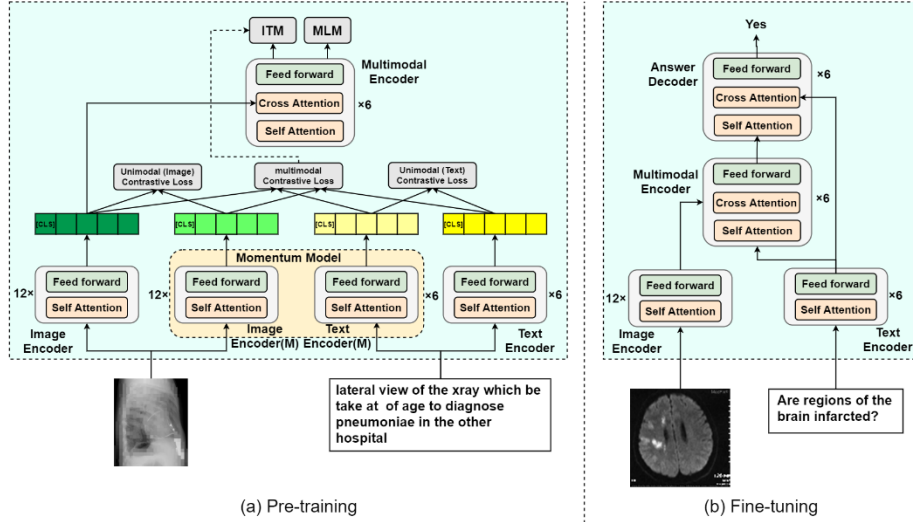 ITM
MLM
Multimodal
Encoder
Feed forward
Cross Attention
×6
Self Attention
Unimodal (Image)
Contrastive Loss
multimodal
Contrastive Loss
Unimodal (Text)
Contrastive Loss
[CLS]
[CLS]
[CLS]
[CLS]
Momentum Model
12×
Feed forward
Self Attention
Image
Encoder
12×
Feed forward
Self Attention
Image
Encoder(M)
Feed forward
Self Attention
×6
Text
Encoder(M)
Feed forward
Self Attention
×6
Text
Encoder
lateral view of the xray which be
take at of age to diagnose
pneumoniae in the other
hospital
(a) Pre-training
Yes
Answer
Decoder
Feed forward
Cross Attention
Self Attention
×6
Multimodal
Encoder
Feed forward
Cross Attention
Self Attention
×6
12×
Feed forward
Self Attention
Image
Encoder
Feed forward
Self Attention
×6
Text
Encoder
Are regions of the
brain infarcted?
(b) Fine-tuning